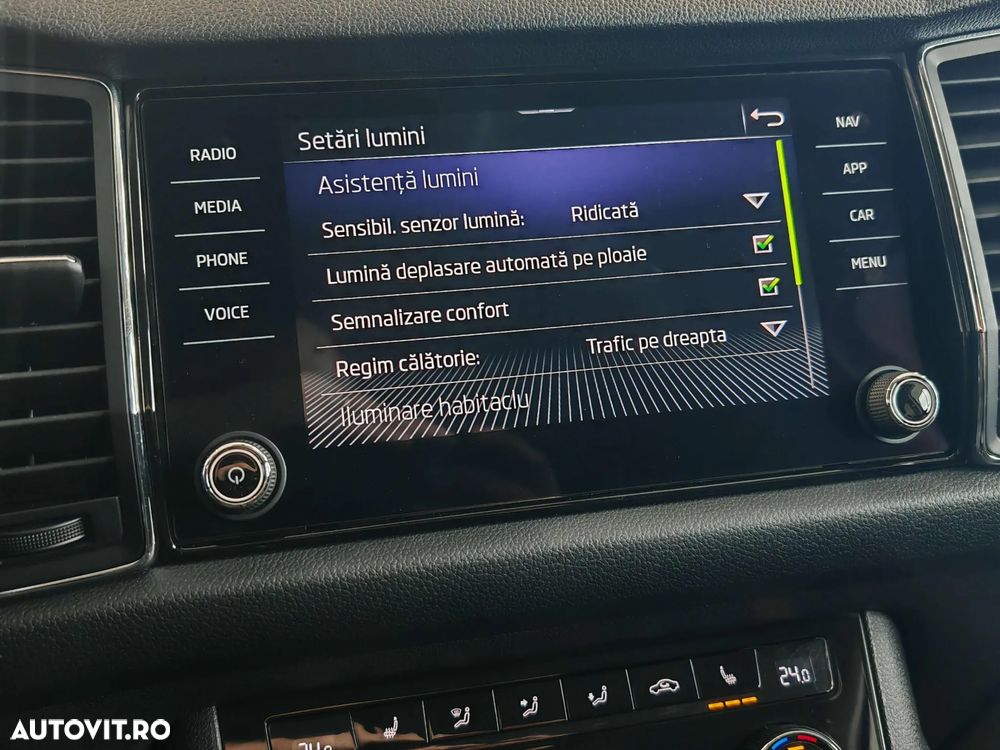 RADIO
MEDIA
PHONE
VOICE
Setări lumini
Asistență lumini
Sensibil. senzor lumină: Ridicată
Lumină deplasare automată pe ploaie
Semnalizare confort
Regim călătorie: Trafic pe dreapta
Iluminare habitaclu
NAV
APP
CAR
MENU
24.0
AUTOVIT.RO